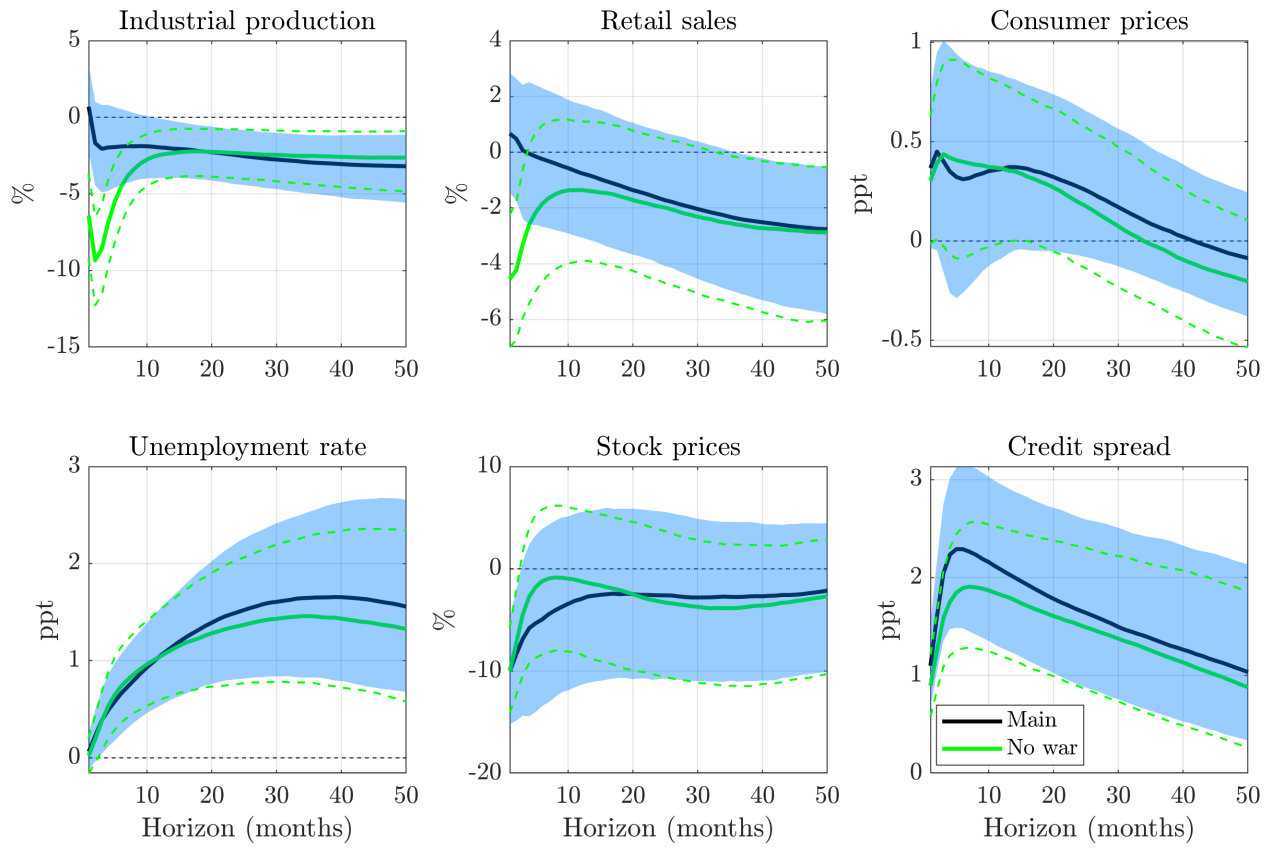 Industrial production
5
0
-5
-10
-15
%
10 20 30 40 50
Retail sales
4
2
0
-2
-4
-6
%
10 20 30 40 50
Consumer prices
1
0.5
0
-0.5
ppt
10 20 30 40 50
Unemployment rate
3
2
1
0
ppt
10 20 30 40 50
Horizon (months)
Stock prices
10
0
-10
-20
%
10 20 30 40 50
Horizon (months)
Credit spread
3
2
1
0
ppt
Main
No war
10 20 30 40 50
Horizon (months)